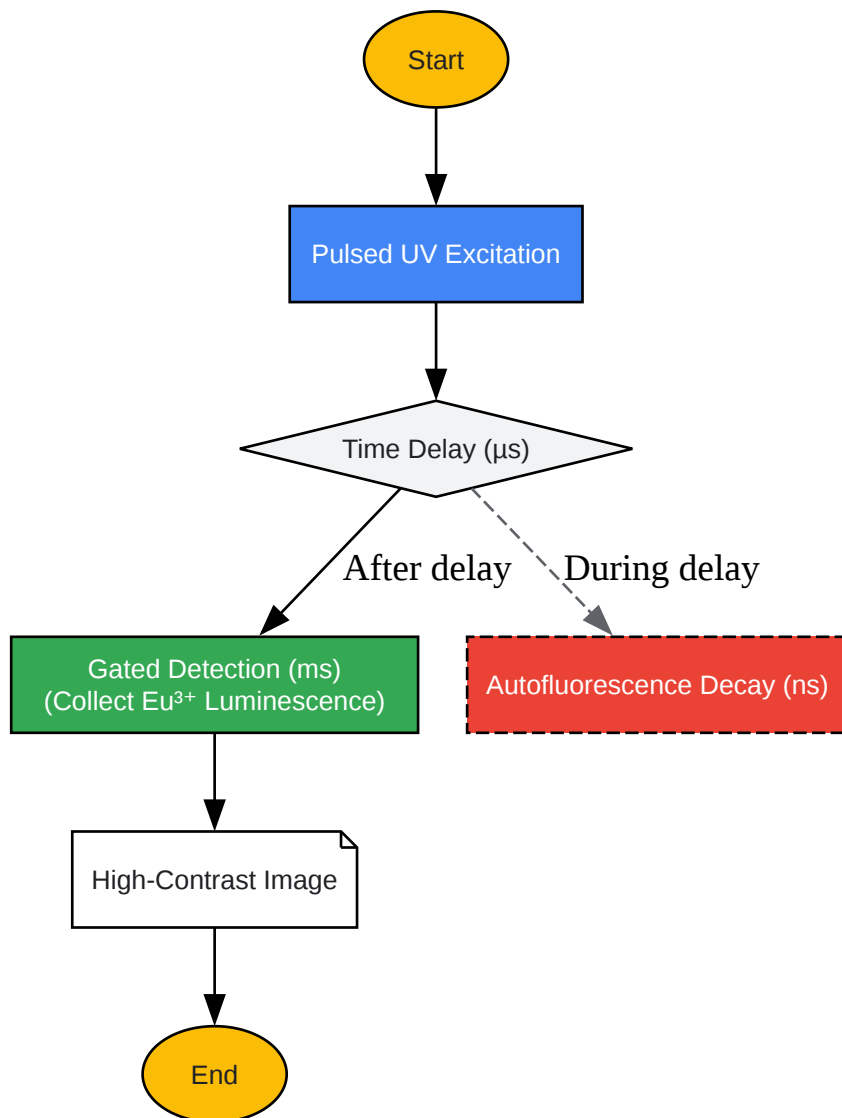 Start
Pulsed UV Excitation
Time Delay (µs)
After delay
During delay
Gated Detection (ms)
(Collect Eu³⁺ Luminescence)
Autofluorescence Decay (ns)
High-Contrast Image
End